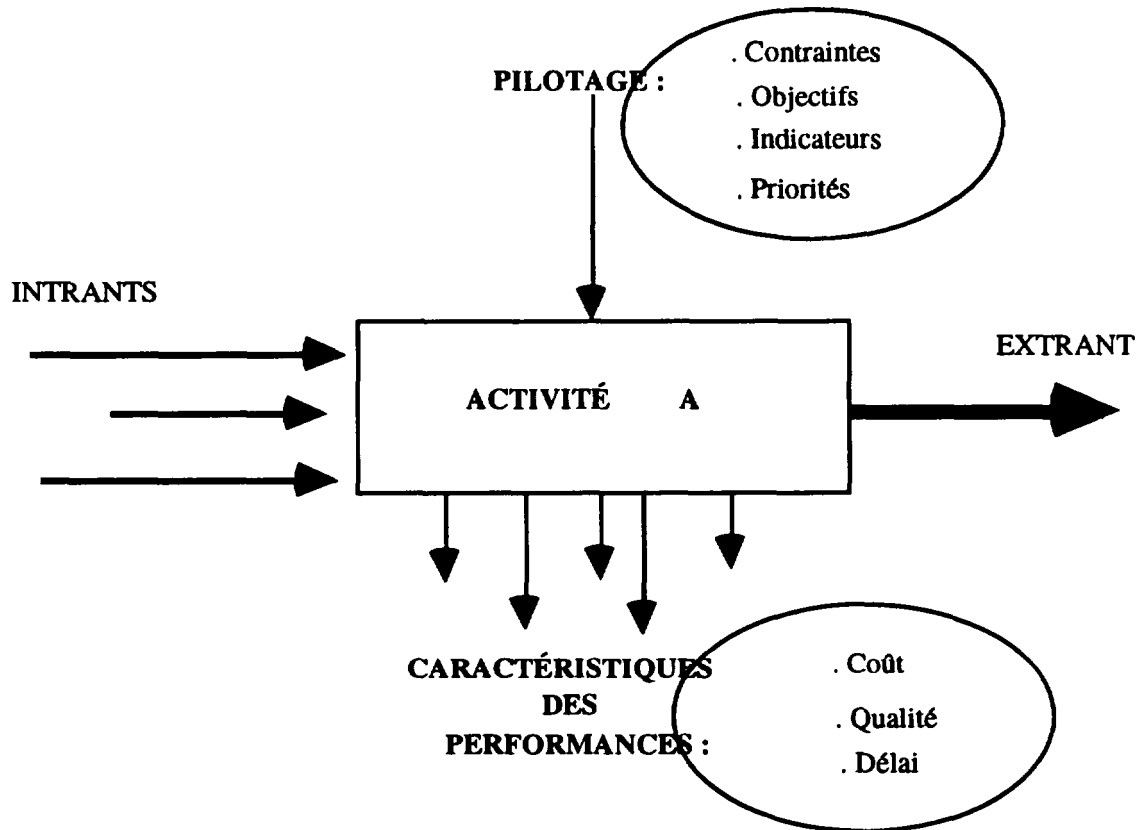 . Contraintes
PILOTAGE :
. Objectifs
. Indicateurs
. Priorités
INTRANTS
EXTRANT
ACTIVITÉ A
CARACTÉRISTIQUES
DES
PERFORMANCES :
. Coût
. Qualité
. Délai